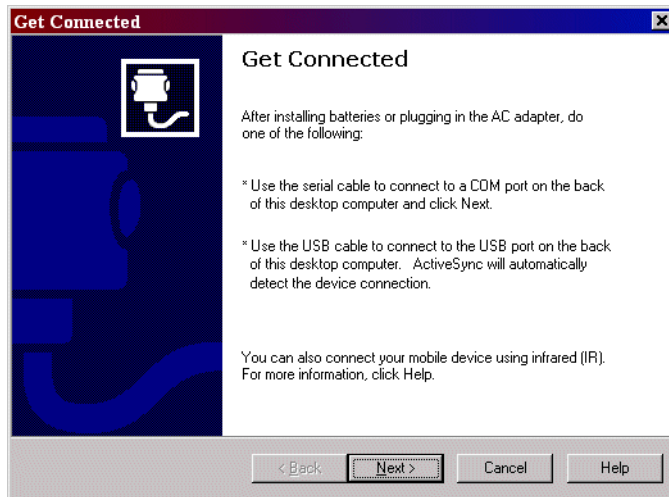 Get Connected
Get Connected
After installing batteries or plugging in the AC adapter, do
one of the following:
* Use the serial cable to connect to a COM port on the back
of this desktop computer and click Next.
* Use the USB cable to connect to the USB port on the back
of this desktop computer. ActiveSync will automatically
detect the device connection.
You can also connect your mobile device using infrared (IR).
For more information, click Help.
< Back Next > Cancel Help